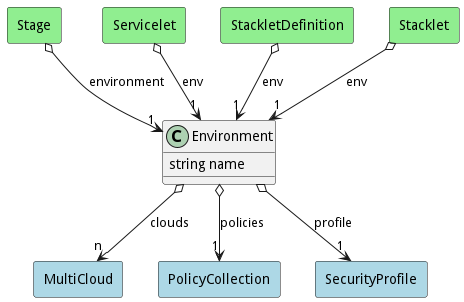 Stage Servicelet StackletDefinition Stacklet
environment env env env
1 1 1 1
C Environment
string name
clouds policies profile
n 1 1
MultiCloud PolicyCollection SecurityProfile